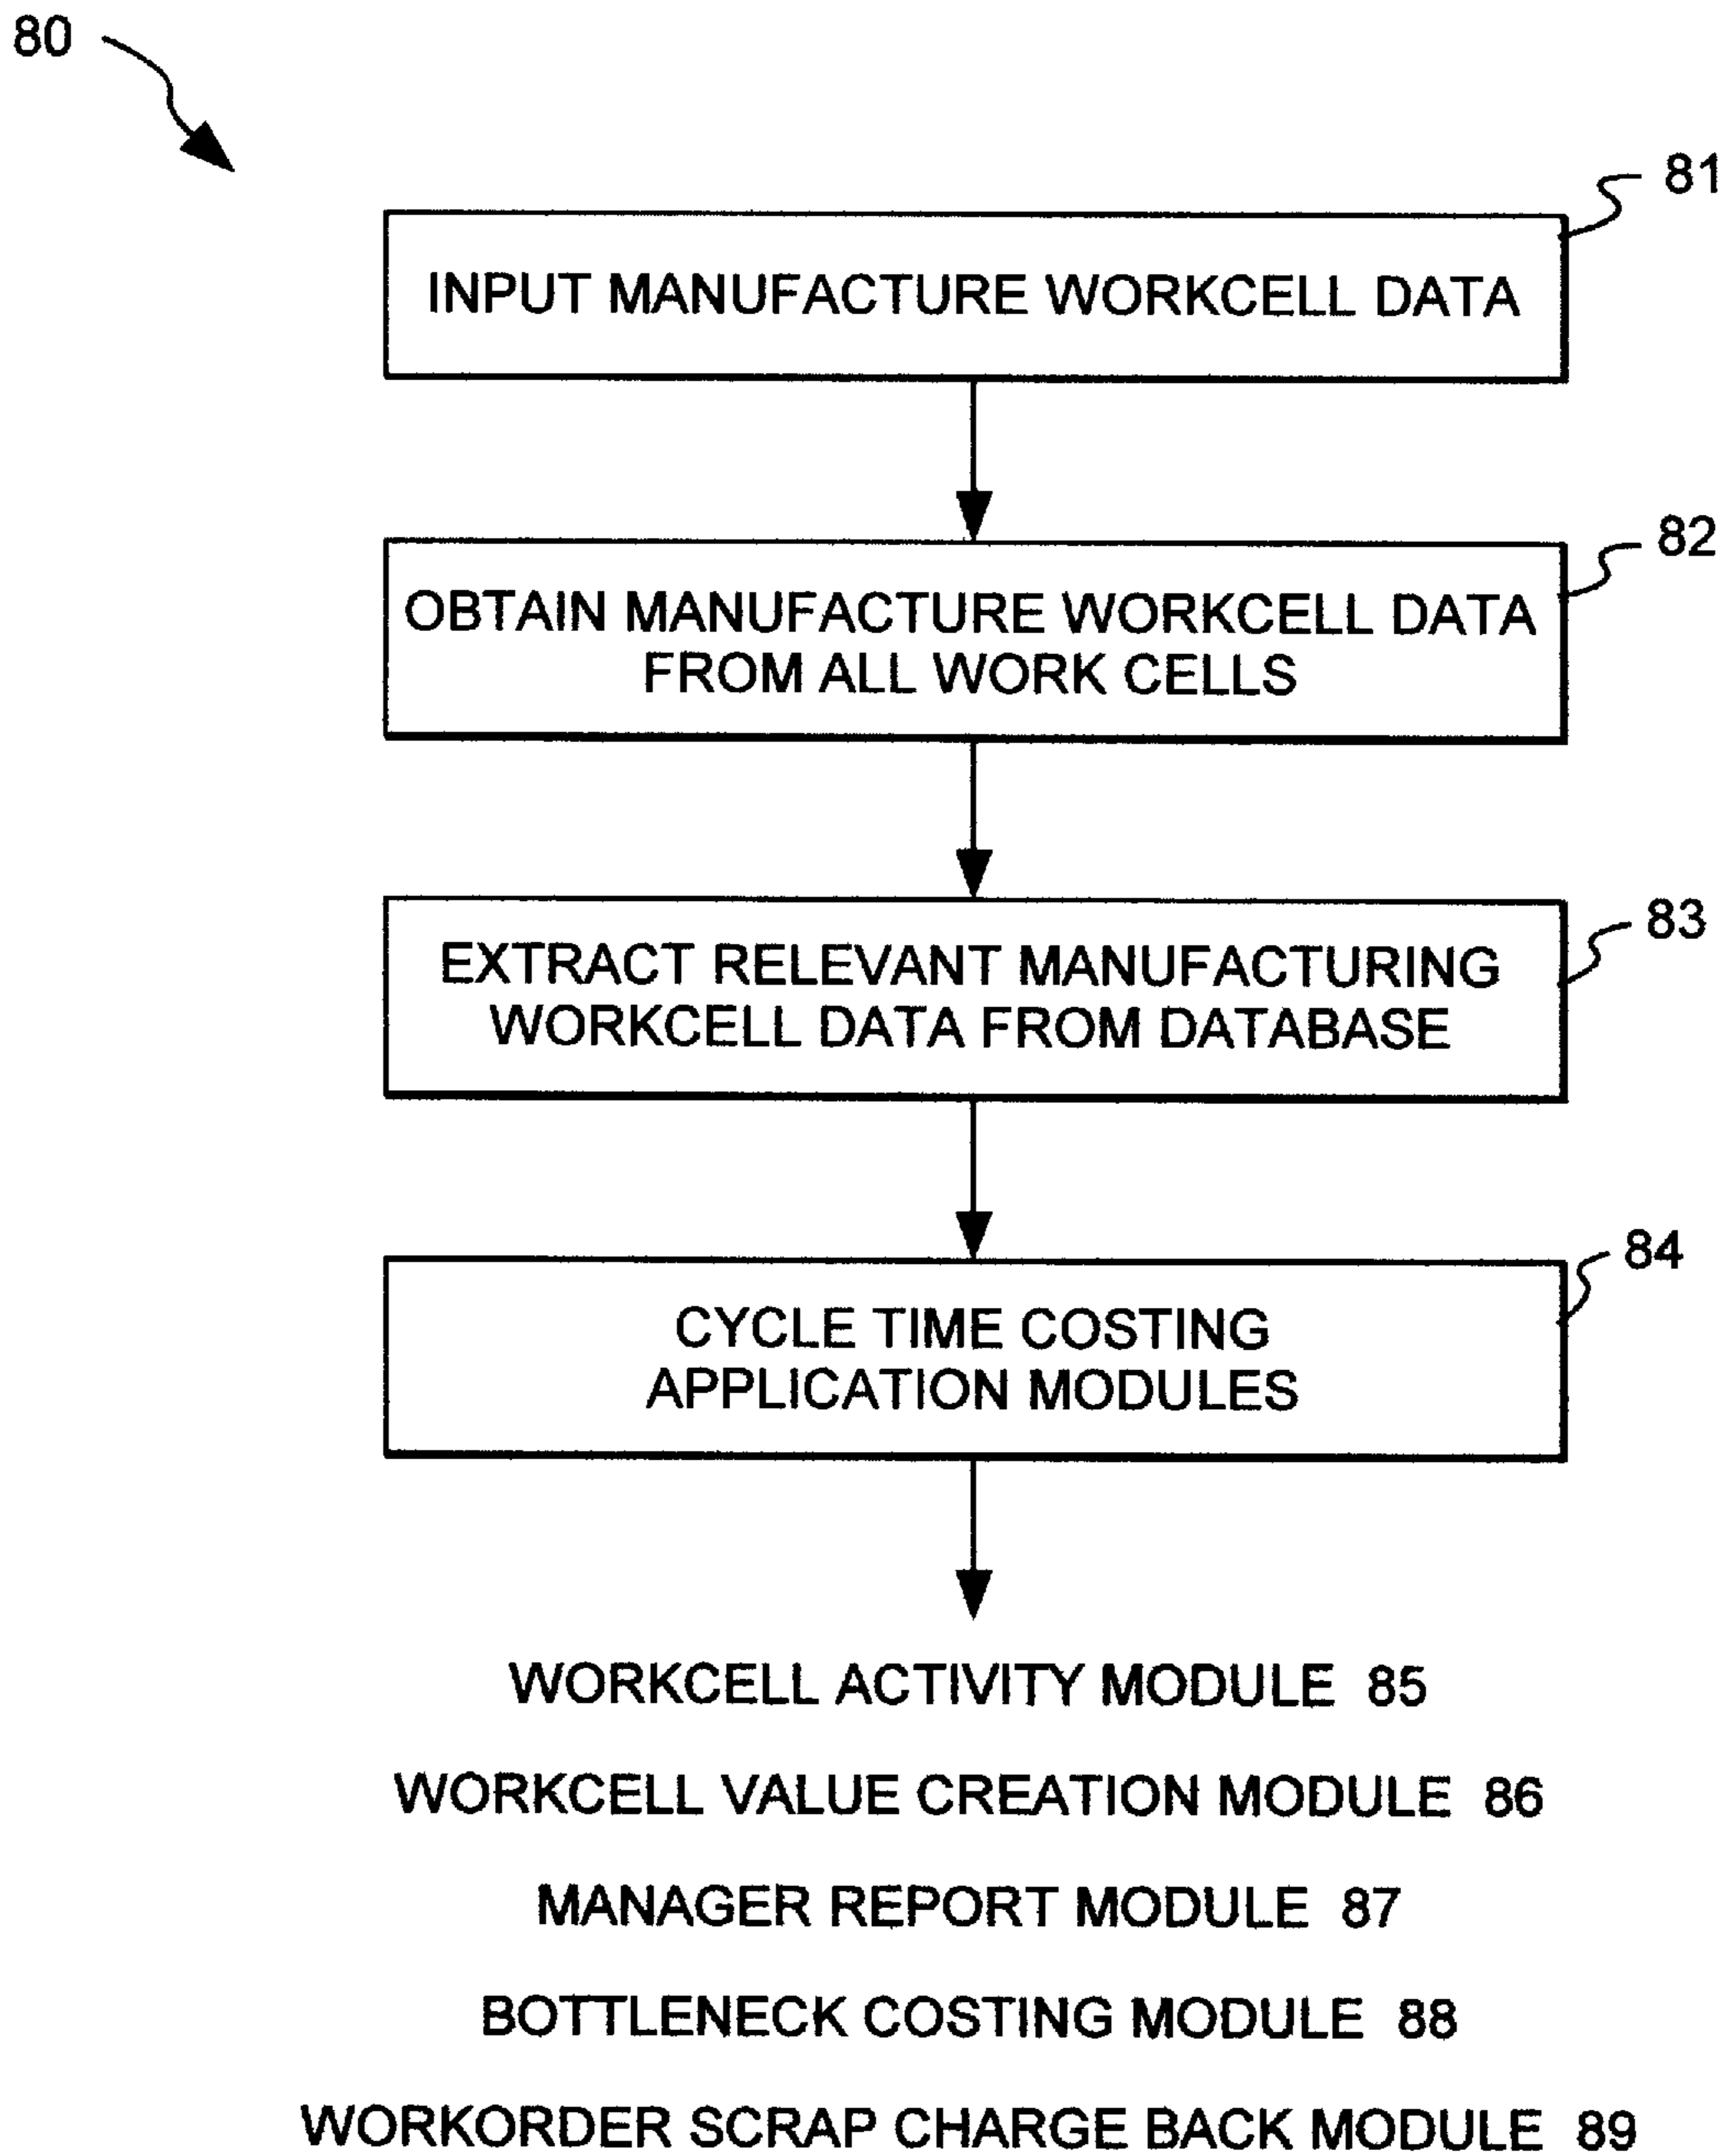 80
81
INPUT MANUFACTURE WORKCELL DATA
82
OBTAIN MANUFACTURE WORKCELL DATA
FROM ALL WORK CELLS
83
EXTRACT RELEVANT MANUFACTURING
WORKCELL DATA FROM DATABASE
84
CYCLE TIME COSTING
APPLICATION MODULES
WORKCELL ACTIVITY MODULE 85
WORKCELL VALUE CREATION MODULE 86
MANAGER REPORT MODULE 87
BOTTLENECK COSTING MODULE 88
WORKORDER SCRAP CHARGE BACK MODULE 89